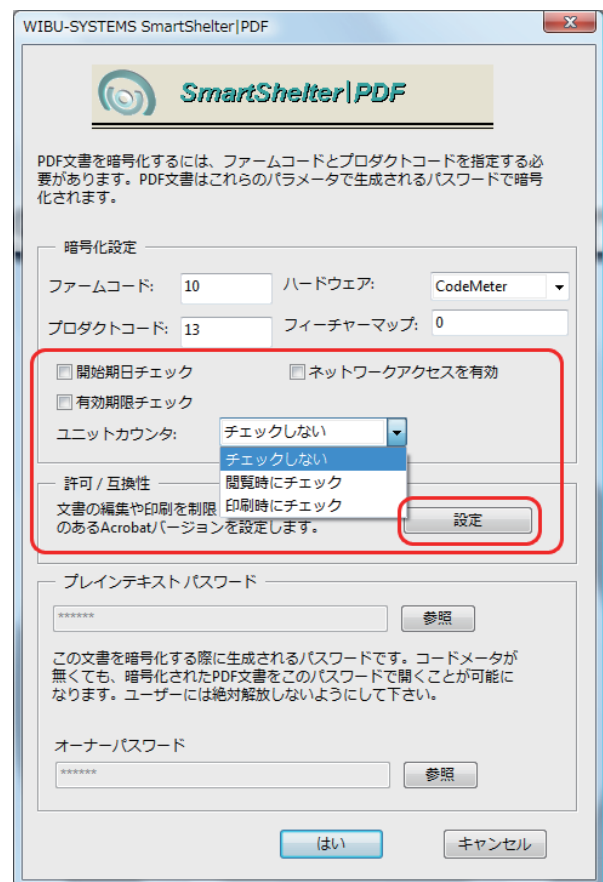 WIBU-SYSTEMS SmartShelter|PDF
SmartShelter|PDF
PDF文書を暗号化するには、ファームコードとプロダクトコードを指定する必
要があります。PDF文書はこれらのパラメータで生成されるパスワードで暗号
化されます。
暗号化設定
ファームコード: 10 ハードウェア: CodeMeter
プロダクトコード: 13 フィーチャーマップ: 0
開始期日チェック ネットワークアクセスを有効
有効期限チェック
ユニットカウンタ: チェックしない
チェックしない
閲覧時にチェック
印刷時にチェック
許可 / 互換性
文書の編集や印刷を制限
のあるAcrobatバージョンを設定します。
設定
プレインテキスト パスワード
****** 参照
この文書を暗号化する際に生成されるパスワードです。コードメータが
無くても、暗号化されたPDF文書をこのパスワードで開くことが可能に
なります。ユーザーには絶対解放しないようにして下さい。
オーナーパスワード
****** 参照
はい キャンセル